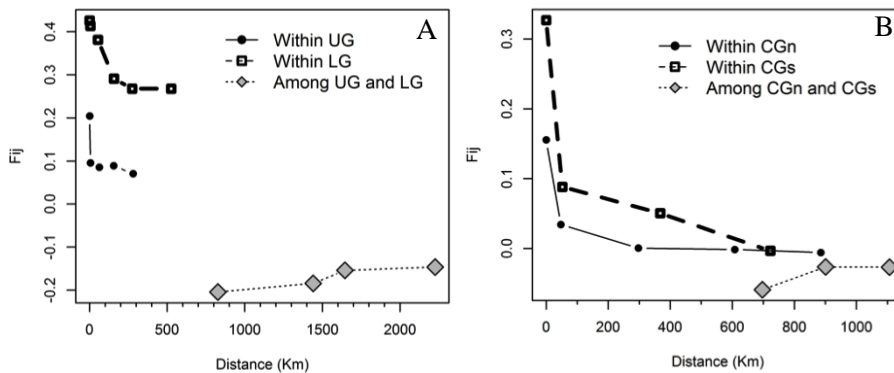 A
Within UG
Within LG
Among UG and LG
Fij
0.4
0.3
0.2
0.1
0.0
-0.1
-0.2
0 500 1000 1500 2000
Distance (Km)
B
Within CGn
Within CGs
Among CGn and CGs
Fij
0.3
0.2
0.1
0.0
0 200 400 600 800 1000
Distance (Km)